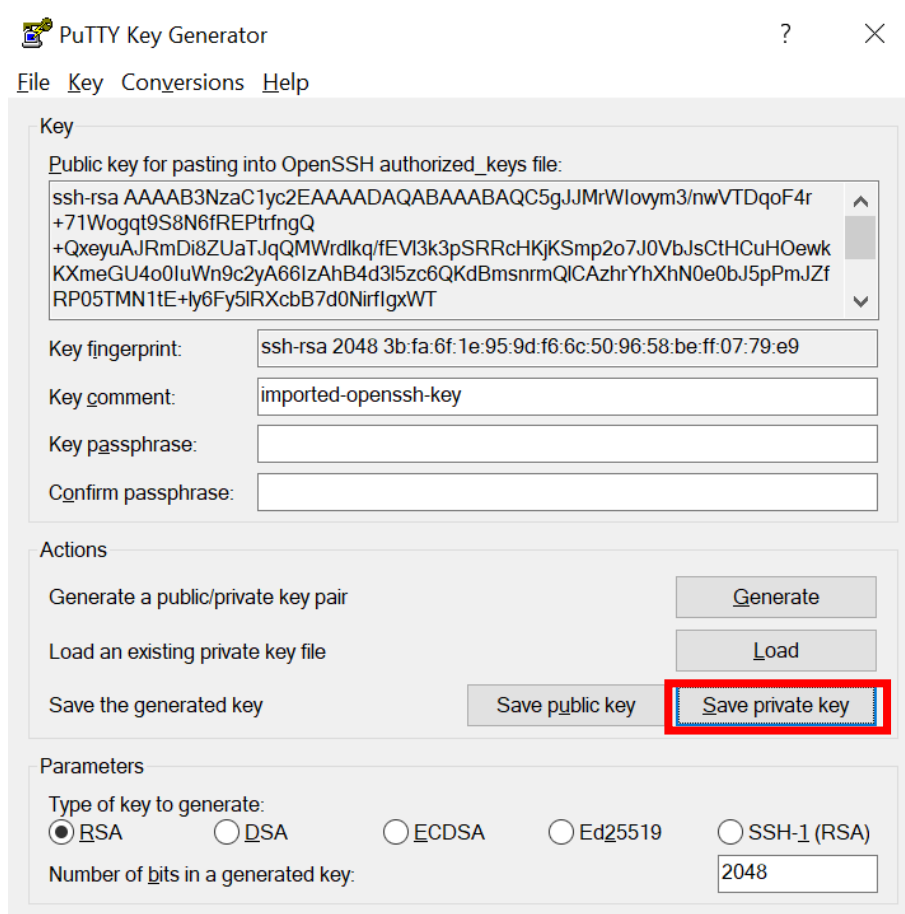 PuTTY Key Generator
? ×
File Key Conversions Help
Key
Public key for pasting into OpenSSH authorized_keys file:
ssh-rsa AAAAB3NzaC1yc2EAAAADAQABAAABAQC5gJJMrWIovym3/nwVTDqoF4r
+71Wogqt9S8N6fREPtrfngQ
+QxeyuAJRmDi8ZUaTJqQMWrdlkq/fEVl3k3pSRRcHKjKSmp2o7J0VbJsCtHCuHOewk
KXmeGU4o0IuWn9c2yA66IzAhB4d3l5zc6QKdBmsnrmQlCAzhrYhXhN0e0bJ5pPmJZf
RP05TMN1tE+ly6Fy5lRXcbB7d0NirfIgxWT
Key fingerprint: ssh-rsa 2048 3b:fa:6f:1e:95:9d:f6:6c:50:96:58:be:ff:07:79:e9
Key comment: imported-openssh-key
Key passphrase:
Confirm passphrase:
Actions
Generate a public/private key pair Generate
Load an existing private key file Load
Save the generated key Save public key Save private key
Parameters
Type of key to generate:
RSA DSA ECDSA Ed25519 SSH-1 (RSA)
Number of bits in a generated key: 2048